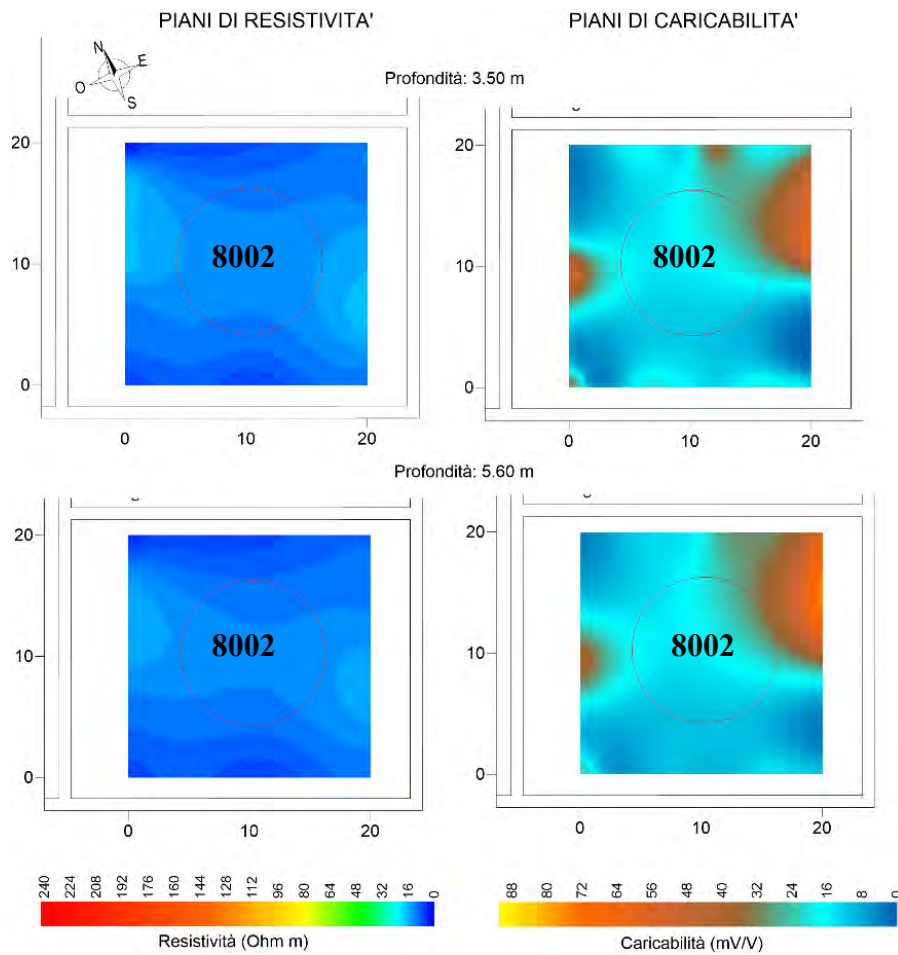 PIANI DI RESISTIVITA' PIANI DI CARICABILITA'
N
E
O
S
Profondità: 3.50 m
20 20
8002 8002
10 10
0 0
0 10 20 0 10 20
Profondità: 5.60 m
20 20
8002 8002
10 10
0 0
0 10 20 0 10 20
240 224 208 192 176 160 144 128 112 96 80 64 48 32 16 0 88 80 72 64 56 48 40 32 24 16 8 0
Resistività (Ohm m) Caricabilità (mV/V)